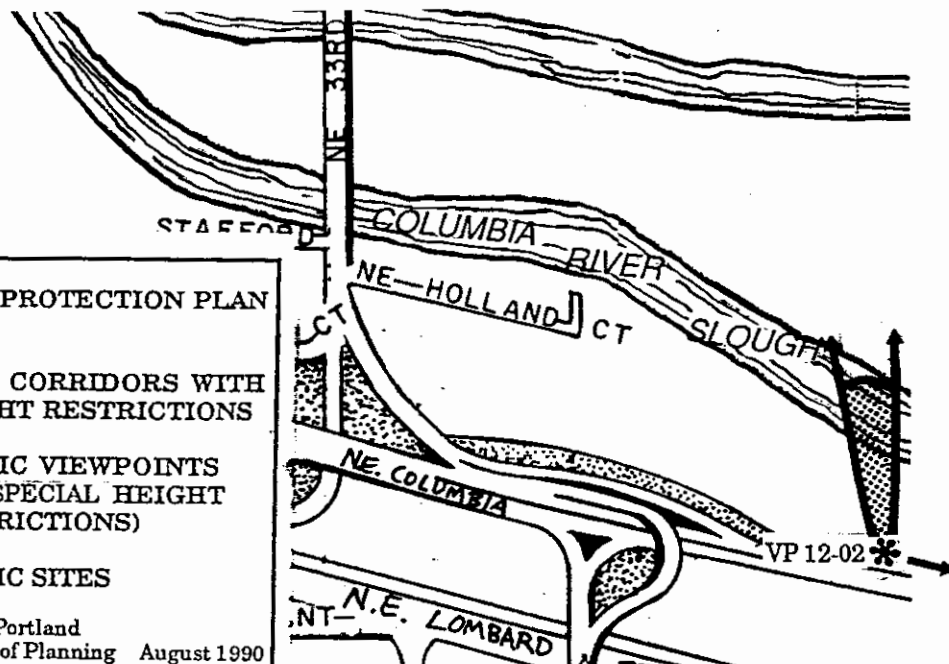 NE 33RD
STAFFORD
COLUMBIA
RIVER
SLOUGH
NE HOLLAND CT
CT
PROTECTION PLAN
CORRIDORS WITH
HT RESTRICTIONS
IC VIEWPOINTS
SPECIAL HEIGHT
RICTIONS)
IC SITES
Portland
of Planning August 1990
N.E. COLUMBIA
VP 12-02
NT
N.E. LOMBARD